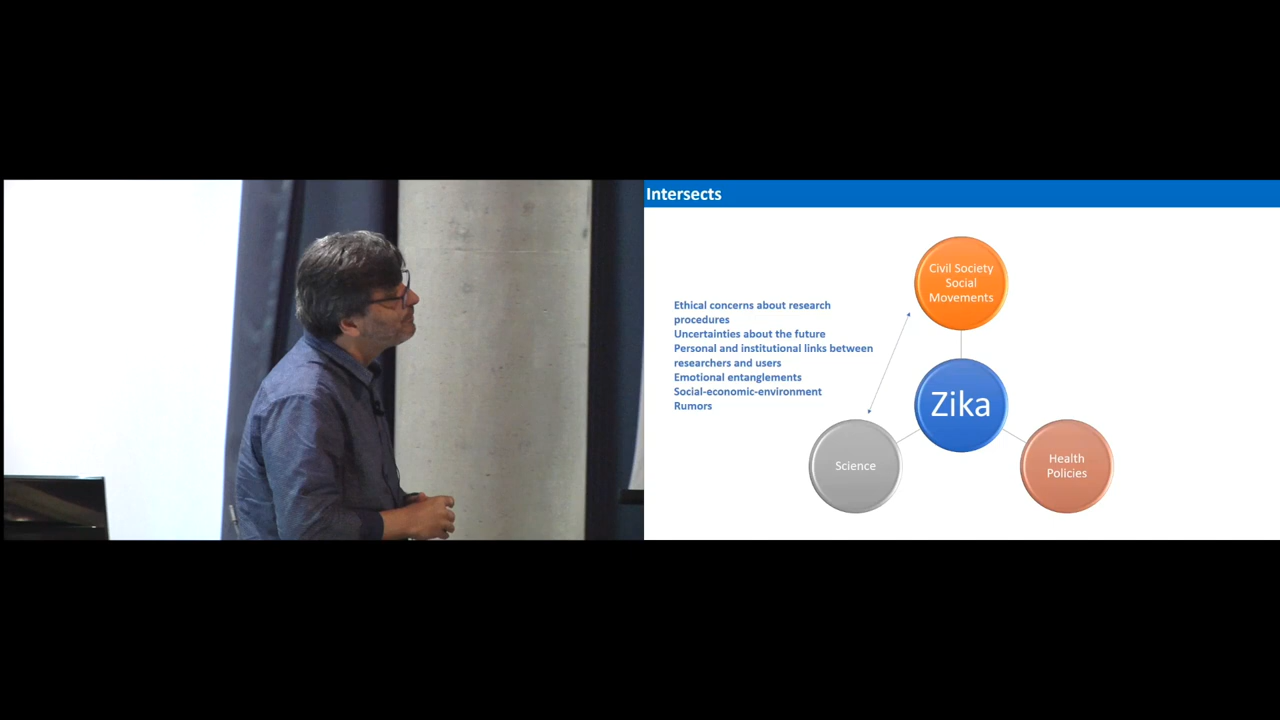 Intersects
Civil Society
Social
Movements
Ethical concerns about research
procedures
Uncertainties about the future
Personal and institutional links between
researchers and users
Emotional entanglements
Social-economic-environment
Rumors
Zika
Science
Health
Policies